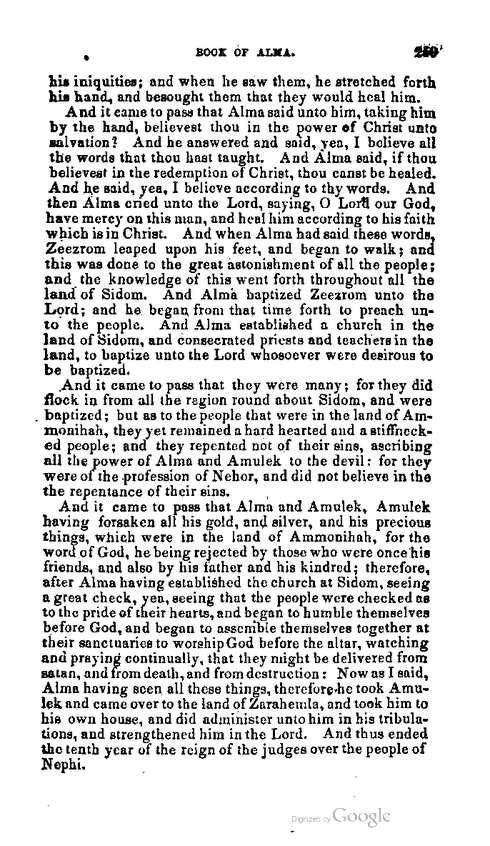 BOOK OF ALMA. 259
his iniquities; and when he saw them, he stretched forth
his hand, and besought them that they would heal him.
And it came to pass that Alma said unto him, taking him
by the hand, believest thou in the power of Christ unto
salvation? And he answered and said, yea, I believe all
the words that thou hast taught. And Alma said, if thou
believest in the redemption of Christ, thou canst be healed.
And he said, yea, I believe according to thy words. And
then Alma cried unto the Lord, saying, O Lord our God,
have mercy on this man, and heal him according to his faith
which is in Christ. And when Alma had said these words,
Zeezrom leaped upon his feet, and began to walk; and
this was done to the great astonishment of all the people;
and the knowledge of this went forth throughout all the
land of Sidom. And Alma baptized Zeezrom unto the
Lord; and he began from that time forth to preach un-
to the people. And Alma established a church in the
land of Sidom, and consecrated priests and teachers in the
land, to baptize unto the Lord whosoever were desirous to
be baptized.
And it came to pass that they were many; for they did
flock in from all the region round about Sidom, and were
baptized; but as to the people that were in the land of Am-
monihah, they yet remained a hard hearted and a stiffneck-
ed people; and they repented not of their sins, ascribing
all the power of Alma and Amulek to the devil: for they
were of the profession of Nehor, and did not believe in the
the repentance of their sins.
And it came to pass that Alma and Amulek, Amulek
having forsaken all his gold, and silver, and his precious
things, which were in the land of Ammonihah, for the
word of God, he being rejected by those who were once his
friends, and also by his father and his kindred; therefore,
after Alma having established the church at Sidom, seeing
a great check, yea, seeing that the people were checked as
to the pride of their hearts, and began to humble themselves
before God, and began to assemble themselves together at
their sanctuaries to worship God before the altar, watching
and praying continually, that they might be delivered from
satan, and from death, and from destruction: Now as I said,
Alma having seen all these things, therefore he took Amu-
lek and came over to the land of Zarahemla, and took him to
his own house, and did administer unto him in his tribula-
tions, and strengthened him in the Lord. And thus ended
the tenth year of the reign of the judges over the people of
Nephi.
Digitized by Google